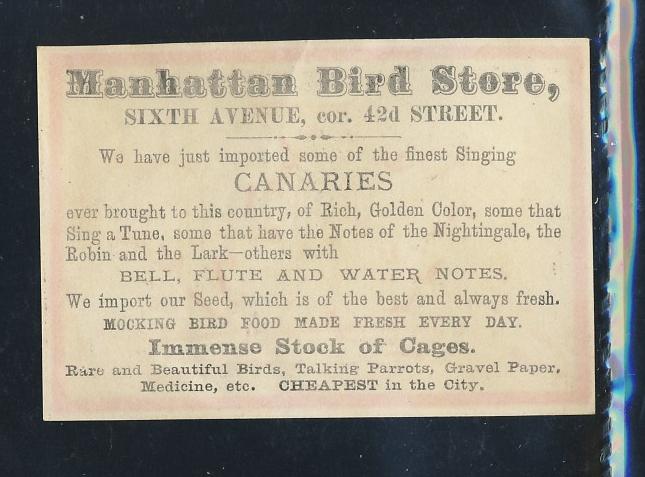 Manhattan Bird Store,
SIXTH AVENUE, cor. 42d STREET.
We have just imported some of the finest Singing
CANARIES
ever brought to this country, of Rich, Golden Color, some that
Sing a Tune, some that have the Notes of the Nightingale, the
Robin and the Lark—others with
BELL, FLUTE AND WATER NOTES.
We import our Seed, which is of the best and always fresh.
MOCKING BIRD FOOD MADE FRESH EVERY DAY.
Immense Stock of Cages.
Rare and Beautiful Birds, Talking Parrots, Gravel Paper,
Medicine, etc. CHEAPEST in the City.